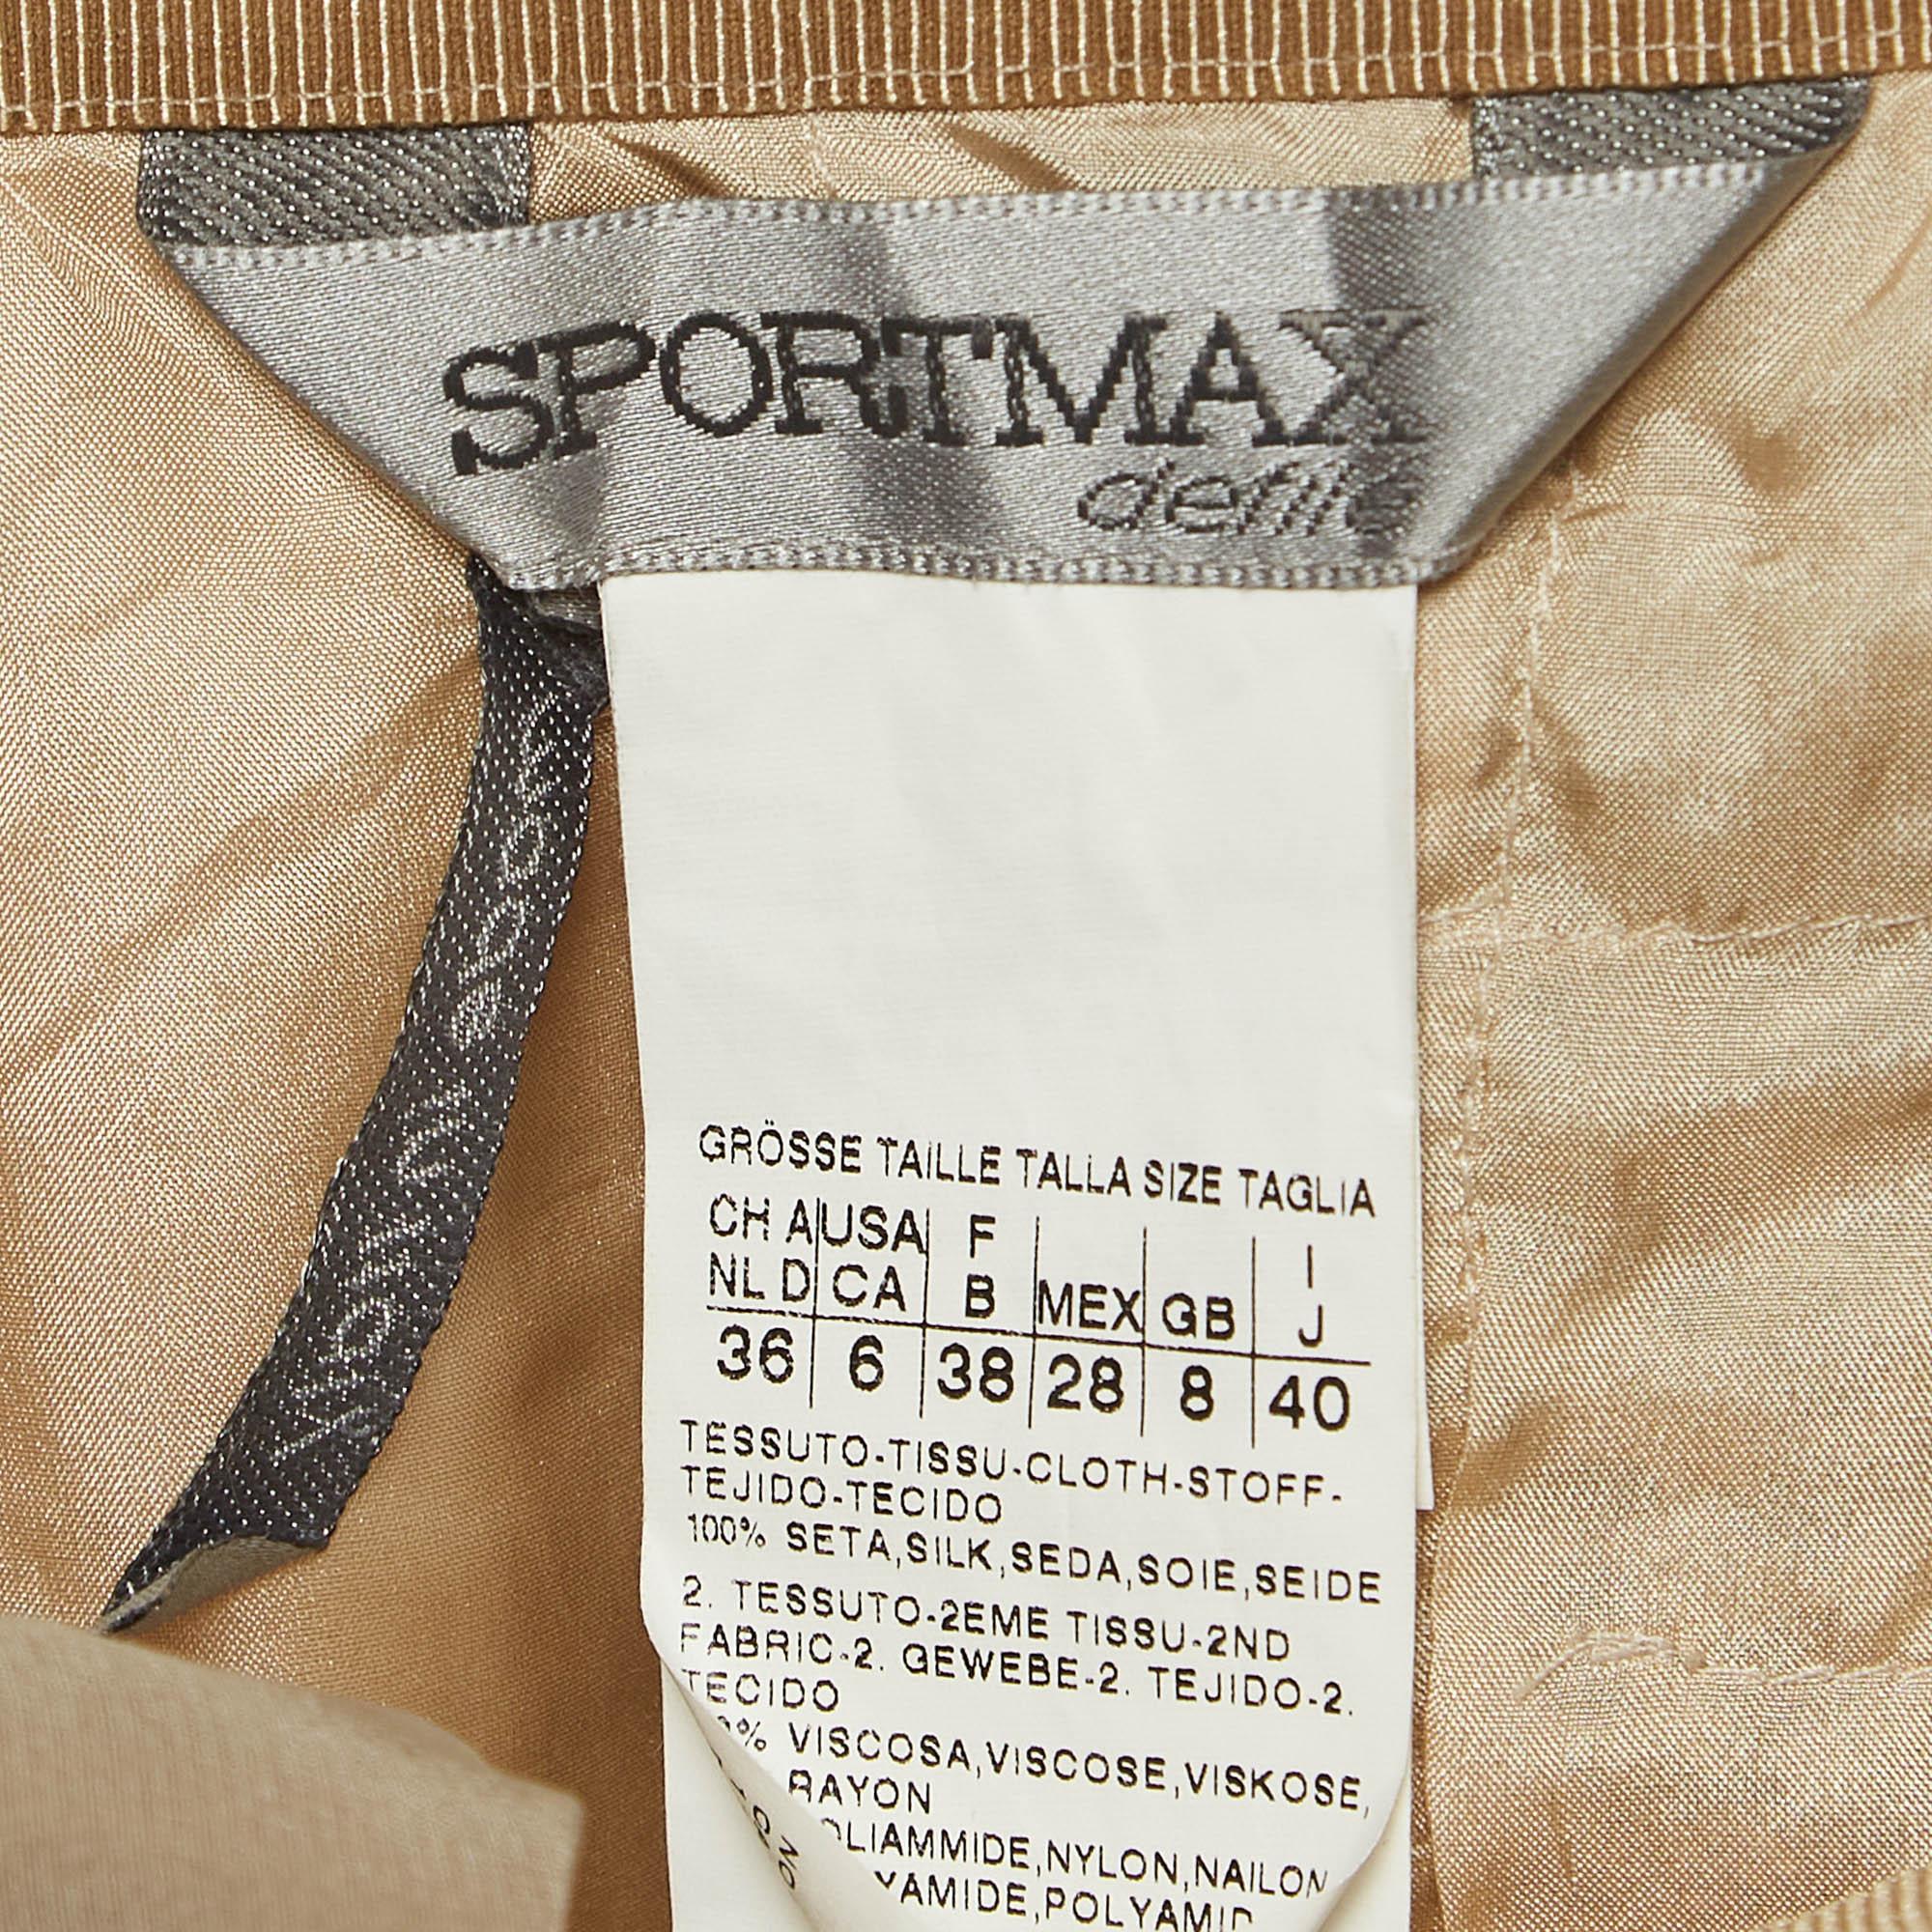 SPORTMAX
GRÖSSE TAILLE TALLA SIZE TAGLIA
CH A USA F I
NL D CA B MEX GB J
36 6 38 28 8 40
TESSUTO-TISSU-CLOTH-STOFF-
TEJIDO-TECIDO
100% SETA,SILK,SEDA,SOIE,SEIDE
2. TESSUTO-2EME TISSU-2ND
FABRIC-2. GEWEBE-2. TEJIDO-2.
TECIDO
VISCOSA,VISCOSE,VISKOSE,
RAYON
NYLON,NAILON